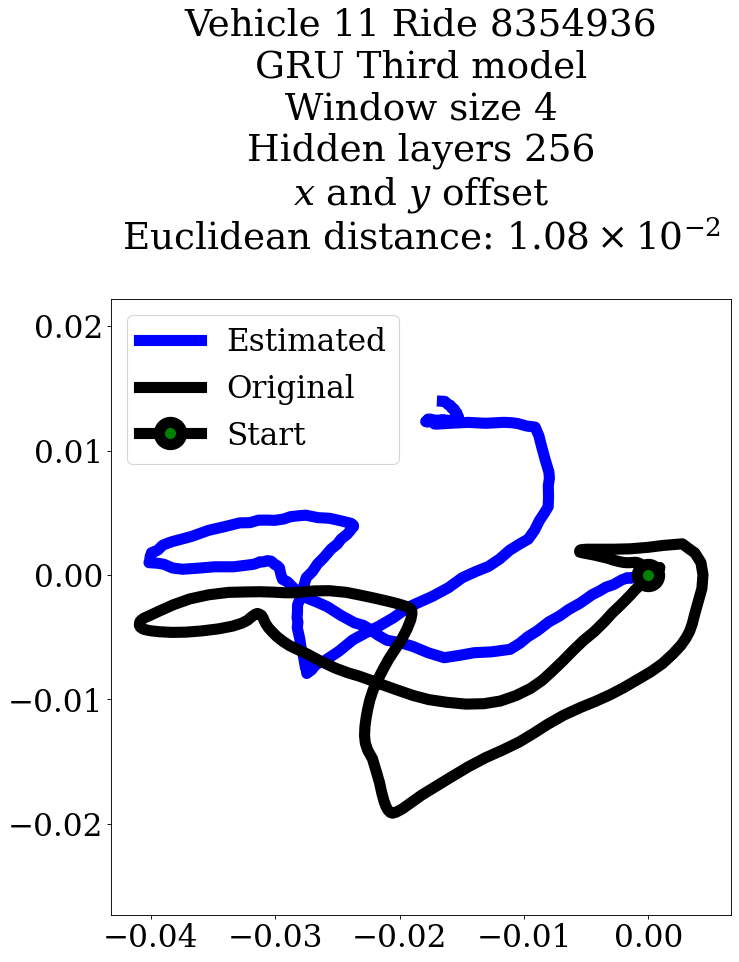 Vehicle 11 Ride 8354936
GRU Third model
Window size 4
Hidden layers 256
x and y offset
Euclidean distance: 1.08 × 10⁻²
Estimated
Original
Start
0.02
0.01
0.00
−0.01
−0.02
−0.04 −0.03 −0.02 −0.01 0.00